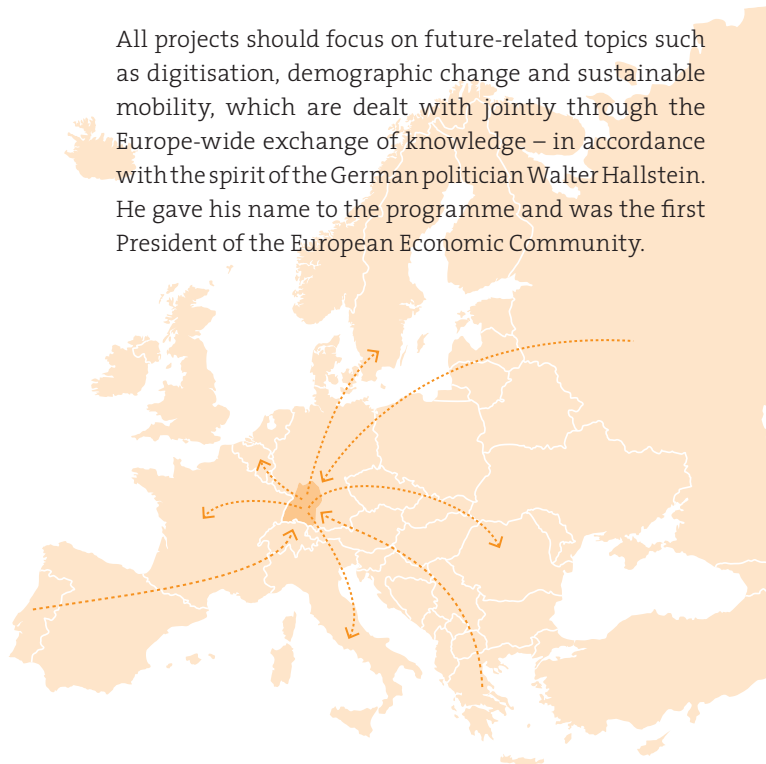 All projects should focus on future-related topics such
as digitisation, demographic change and sustainable
mobility, which are dealt with jointly through the
Europe-wide exchange of knowledge – in accordance
with the spirit of the German politician Walter Hallstein.
He gave his name to the programme and was the first
President of the European Economic Community.